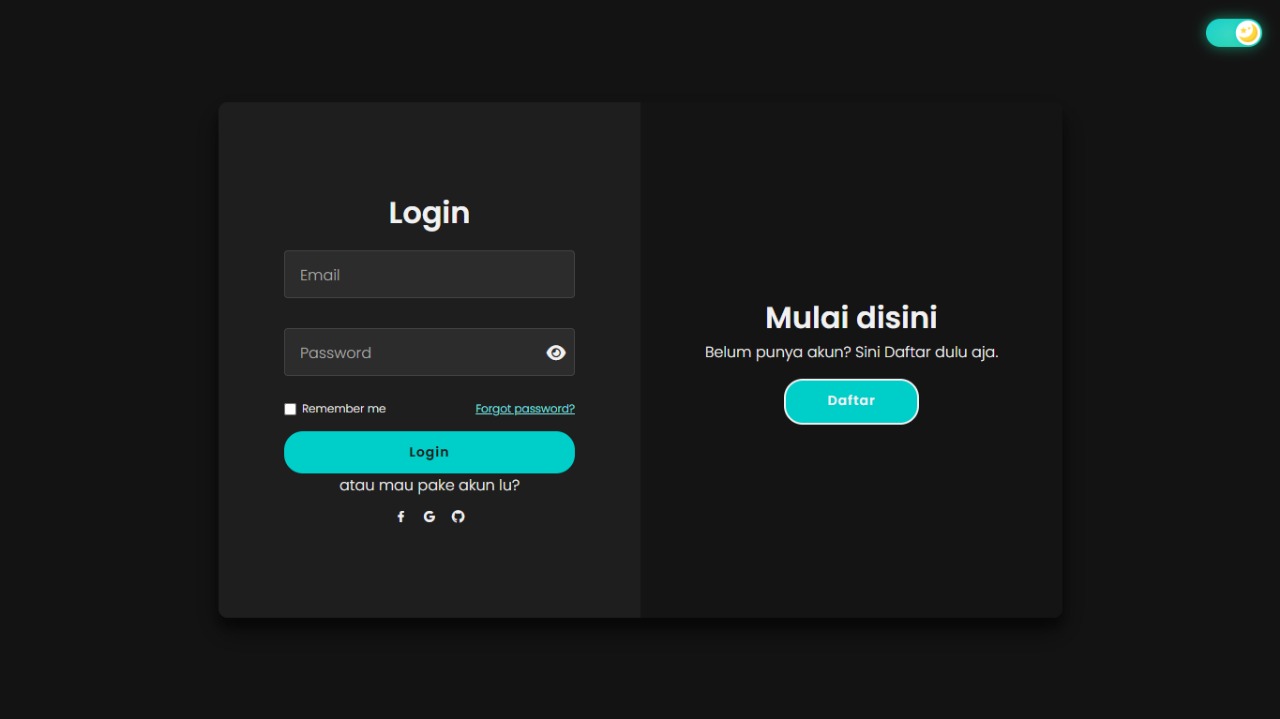 Login
Email
Password
Remember me
Forgot password?
Login
atau mau pake akun lu?
Mulai disini
Belum punya akun? Sini Daftar dulu aja.
Daftar